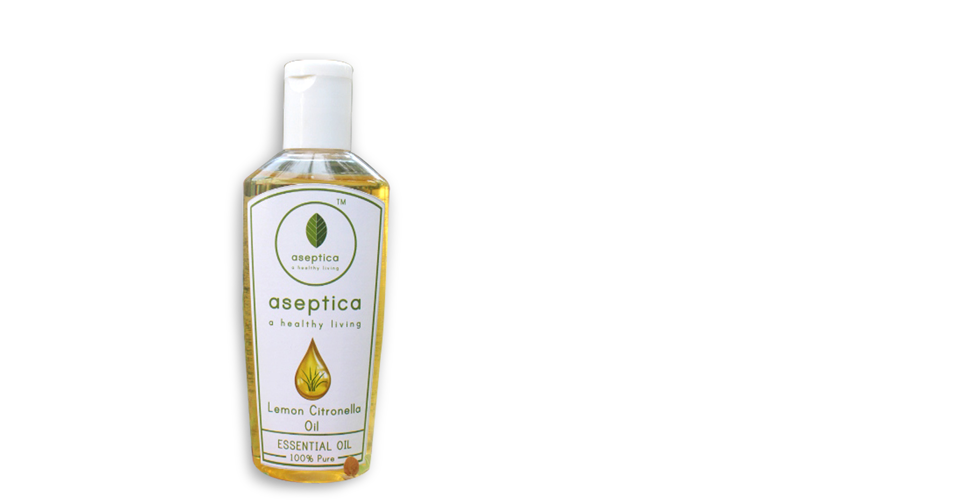 TM
aseptica
a healthy living
aseptica
a healthy living
Lemon Citronella
Oil
ESSENTIAL OIL
100% Pure